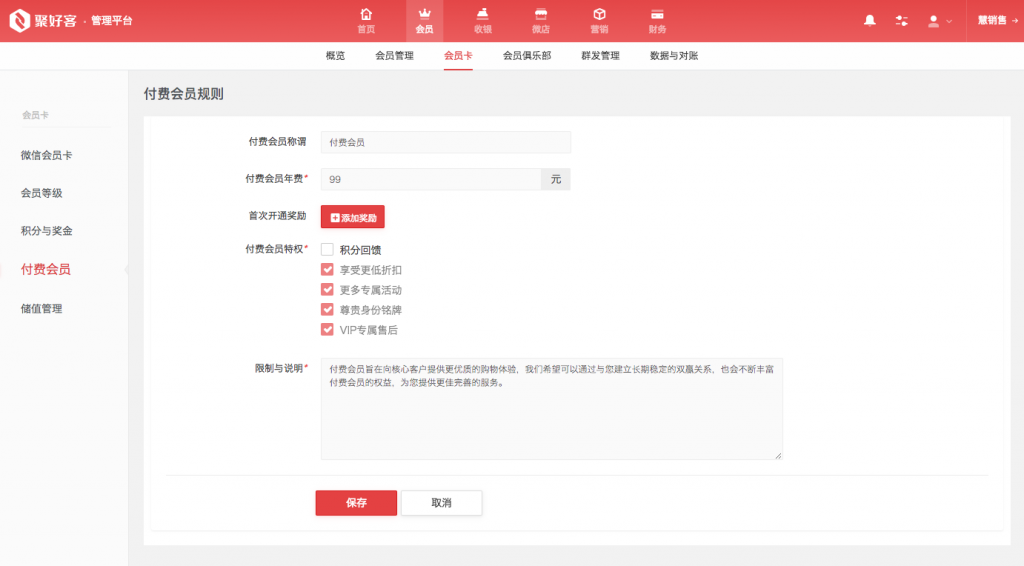 聚好客 · 管理平台
首页
会员
收银
微店
营销
财务
慧销售
概览
会员管理
会员卡
会员俱乐部
群发管理
数据与对账
会员卡
微信会员卡
会员等级
积分与奖金
付费会员
储值管理
付费会员规则
付费会员称谓
付费会员
付费会员年费*
99
元
首次开通奖励
添加奖励
付费会员特权*
积分回馈
享受更低折扣
更多专属活动
尊贵身份铭牌
VIP专属售后
限制与说明*
付费会员旨在向核心客户提供更优质的购物体验，我们希望可以通过与您建立长期稳定的双赢关系，也会不断丰富
付费会员的权益，为您提供更佳完善的服务。
保存
取消